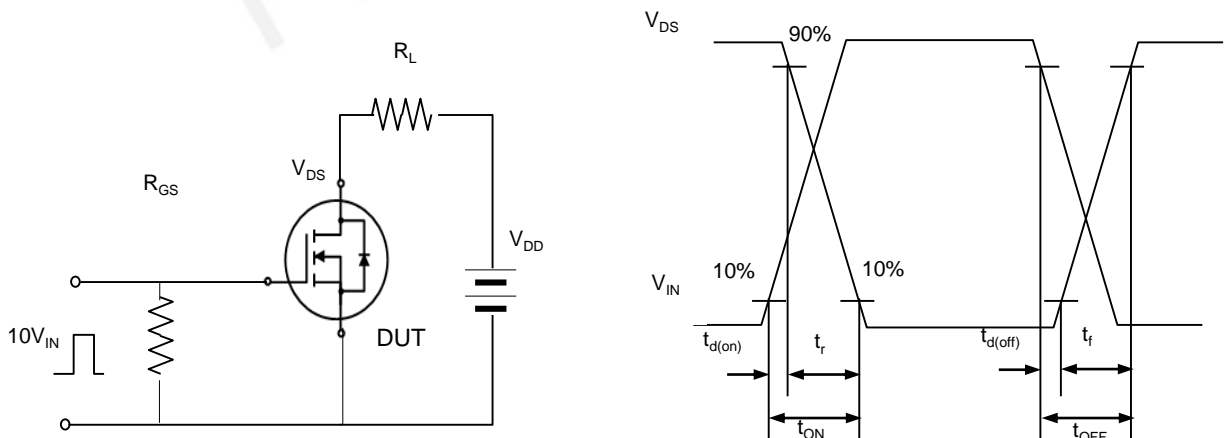 R_L
V_DS
R_GS
V_DD
10V_IN
DUT
V_DS
90%
10%
10%
V_IN
t_d(on)
t_r
t_d(off)
t_f
t_ON
t_OFF